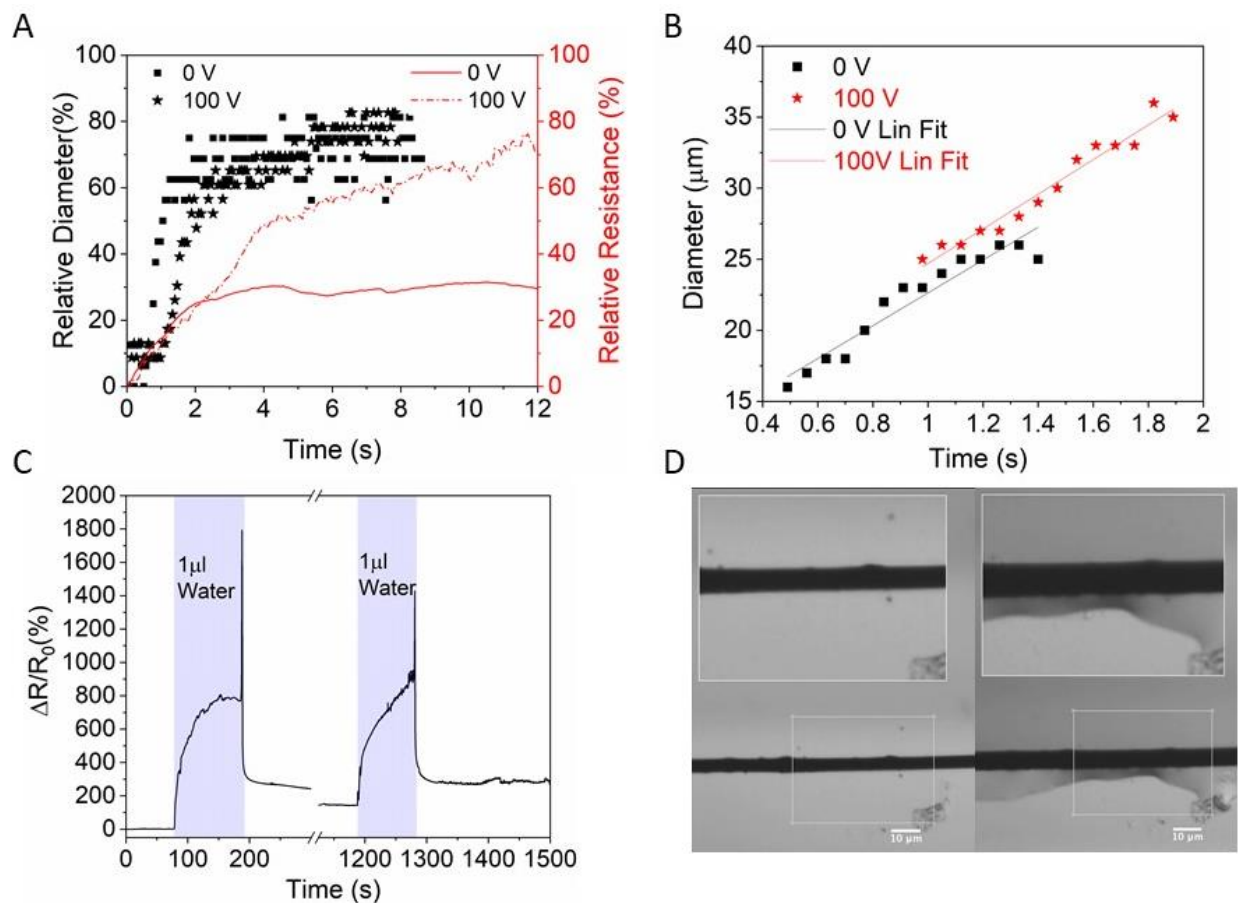 A
100
80
60
40
20
0
Relative Diameter(%)
0 V
100 V
0 V
100 V
100
80
60
40
20
0
Relative Resistance (%)
0 2 4 6 8 10 12
Time (s)
B
40
35
30
25
20
15
Diameter (μm)
0 V
100 V
0 V Lin Fit
100V Lin Fit
0.4 0.6 0.8 1 1.2 1.4 1.6 1.8 2
Time (s)
C
2000
1800
1600
1400
1200
1000
800
600
400
200
0
ΔR/R₀(%)
1μl
Water
1μl
Water
0 100 200 1200 1300 1400 1500
Time (s)
D
10 μm
10 μm